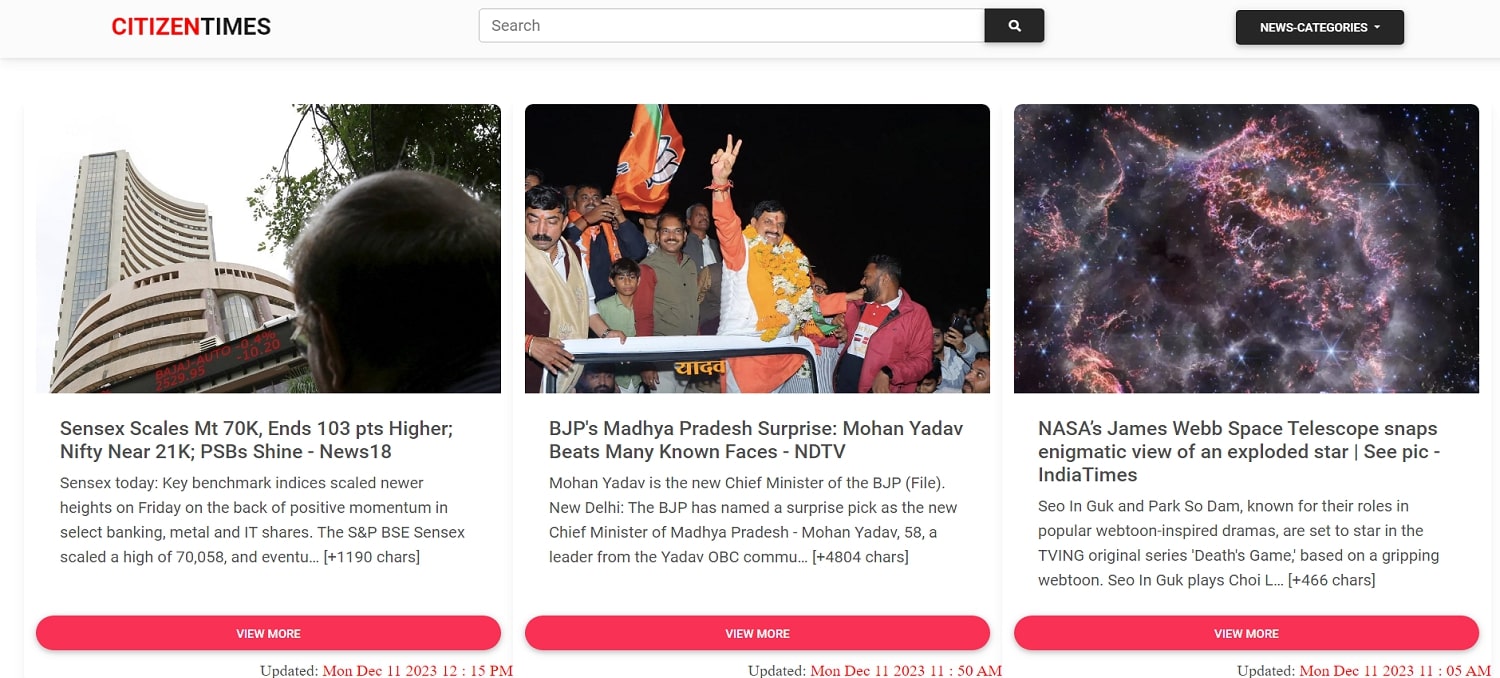 CITIZENTIMES
Search
NEWS-CATEGORIES
BAJAJ-AUTO -0.4%
2529.95 -10.20
यादव
Sensex Scales Mt 70K, Ends 103 pts Higher;
Nifty Near 21K; PSBs Shine - News18
Sensex today: Key benchmark indices scaled newer
heights on Friday on the back of positive momentum in
select banking, metal and IT shares. The S&P BSE Sensex
scaled a high of 70,058, and eventu… [+1190 chars]
VIEW MORE
Updated: Mon Dec 11 2023 12 : 15 PM
BJP's Madhya Pradesh Surprise: Mohan Yadav
Beats Many Known Faces - NDTV
Mohan Yadav is the new Chief Minister of the BJP (File).
New Delhi: The BJP has named a surprise pick as the new
Chief Minister of Madhya Pradesh - Mohan Yadav, 58, a
leader from the Yadav OBC commu… [+4804 chars]
VIEW MORE
Updated: Mon Dec 11 2023 11 : 50 AM
NASA’s James Webb Space Telescope snaps
enigmatic view of an exploded star | See pic -
IndiaTimes
Seo In Guk and Park So Dam, known for their roles in
popular webtoon-inspired dramas, are set to star in the
TVING original series 'Death's Game,' based on a gripping
webtoon. Seo In Guk plays Choi L… [+466 chars]
VIEW MORE
Updated: Mon Dec 11 2023 11 : 05 AM